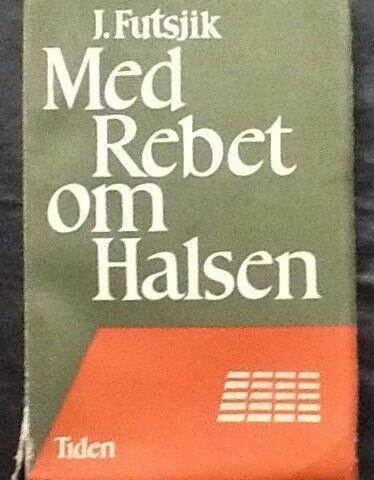 J. Futsjik
Med
Rebet
om
Halsen
Tiden